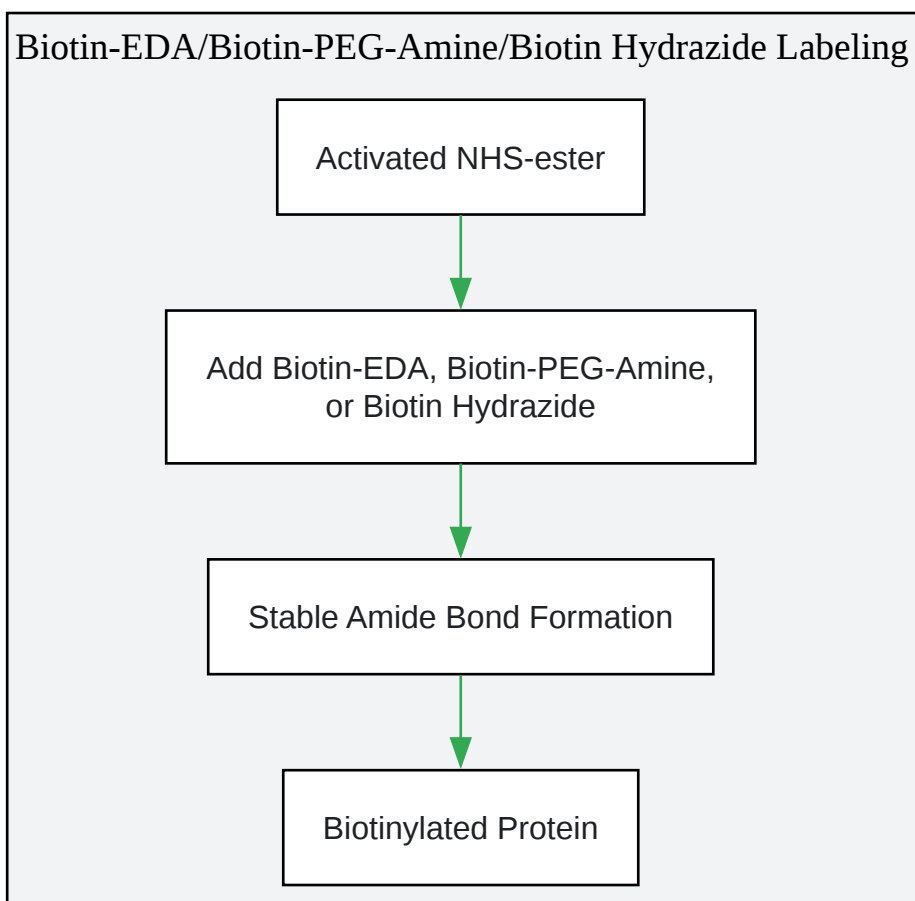 Biotin-EDA/Biotin-PEG-Amine/Biotin Hydrazide Labeling
Activated NHS-ester
Add Biotin-EDA, Biotin-PEG-Amine,
or Biotin Hydrazide
Stable Amide Bond Formation
Biotinylated Protein